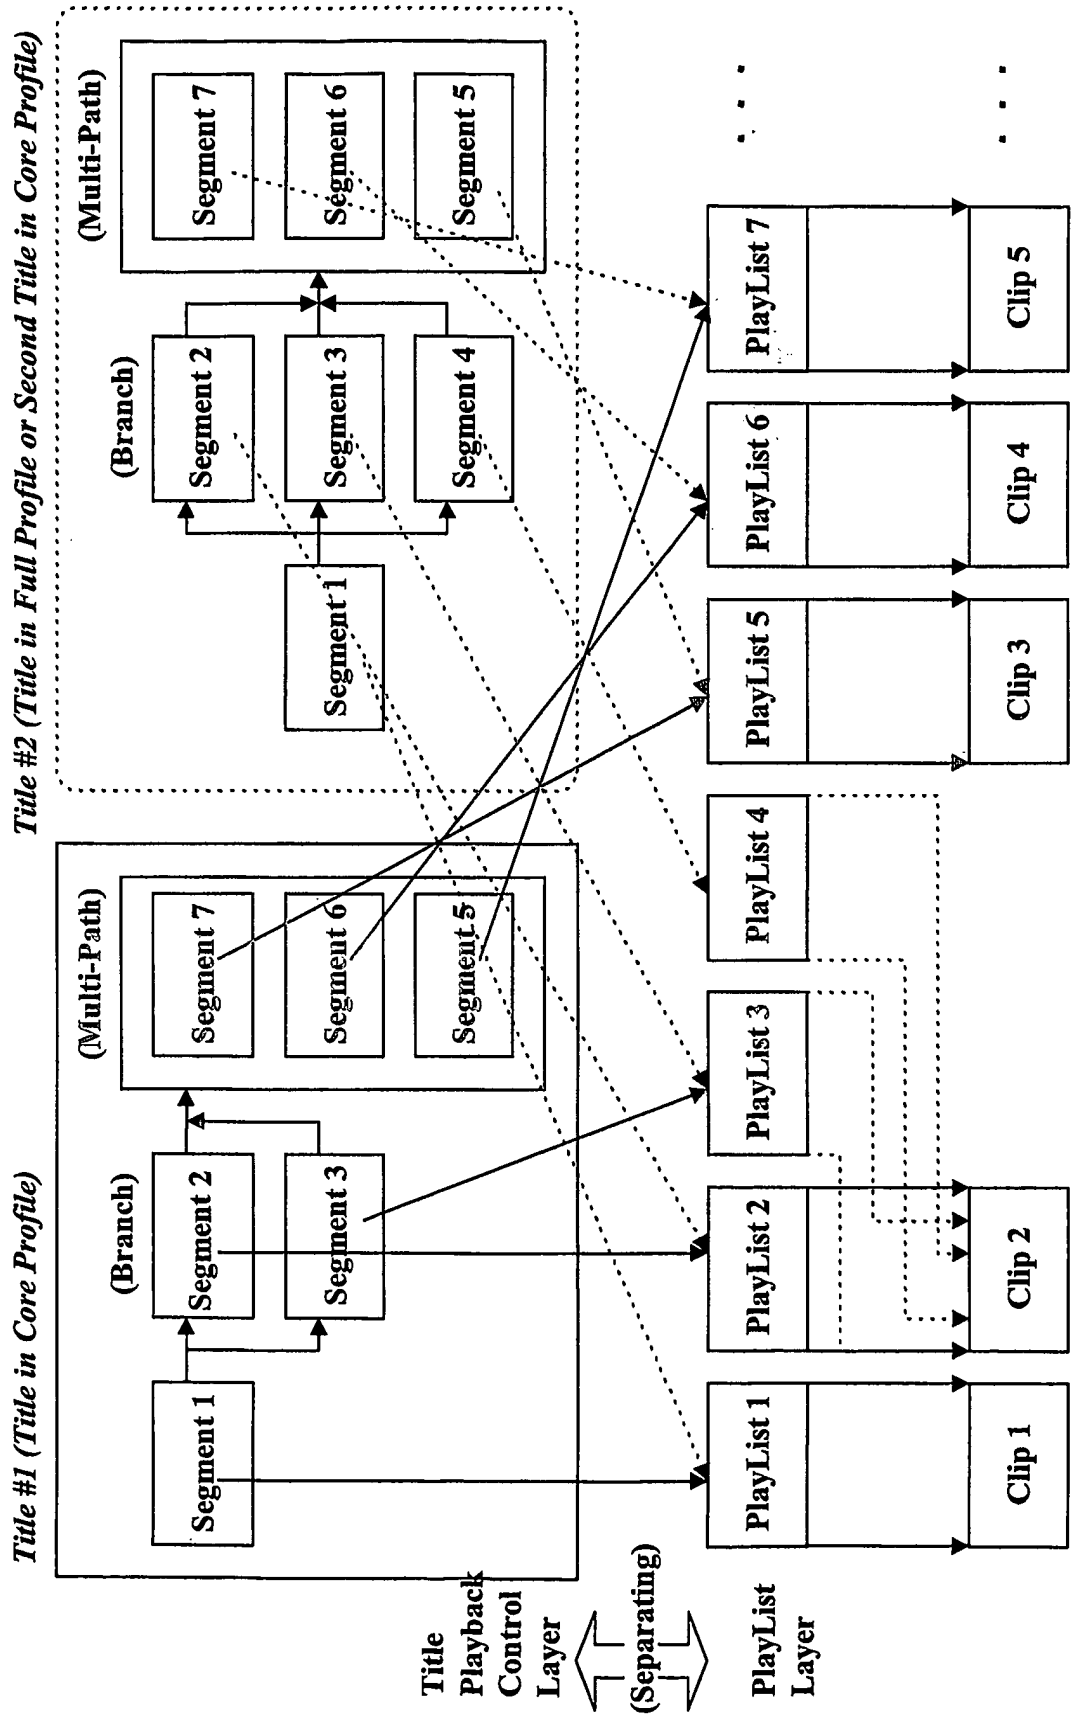 Title #1 (Title in Core Profile)
Title #2 (Title in Full Profile or Second Title in Core Profile)
(Branch)
(Multi-Path)
Segment 1
Segment 2
Segment 3
Segment 7
Segment 6
Segment 5
(Branch)
(Multi-Path)
Segment 1
Segment 2
Segment 3
Segment 4
Segment 7
Segment 6
Segment 5
Title
Playback
Control
Layer
(Separating)
PlayList
Layer
PlayList 1
PlayList 2
PlayList 3
PlayList 4
PlayList 5
PlayList 6
PlayList 7
. . .
Clip 1
Clip 2
Clip 3
Clip 4
Clip 5
. . .